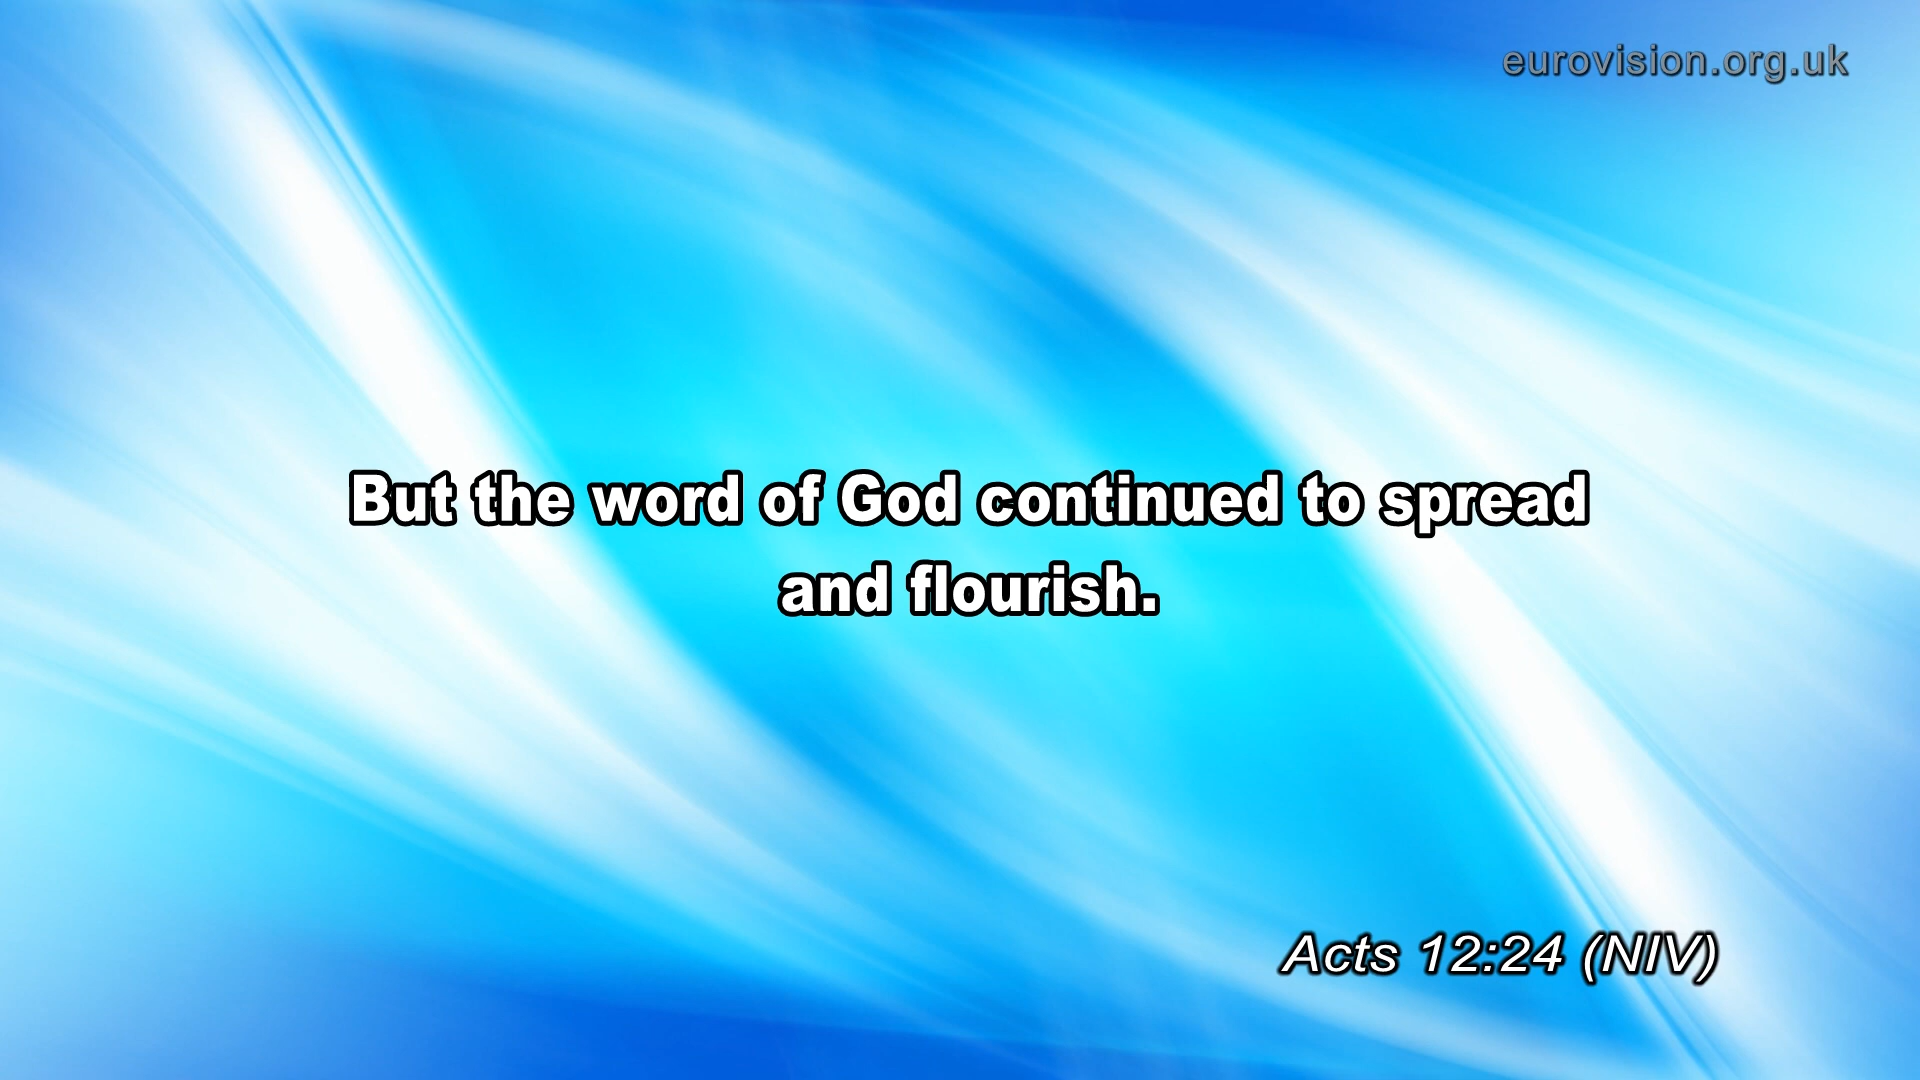 eurovision.org.uk
But the word of God continued to spread
and flourish.
Acts 12:24 (NIV)